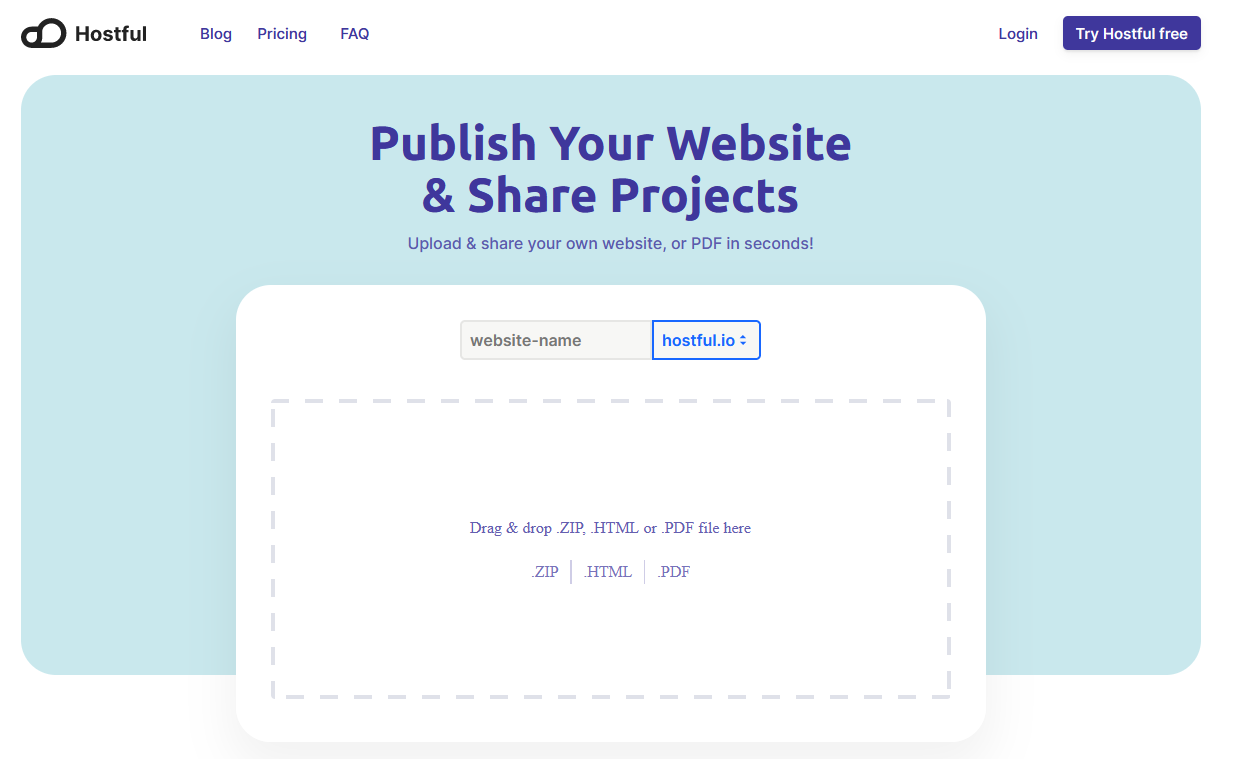 Hostful Blog Pricing FAQ Login Try Hostful free
Publish Your Website
& Share Projects
Upload & share your own website, or PDF in seconds!
website-name hostful.io
Drag & drop .ZIP, .HTML or .PDF file here
.ZIP .HTML .PDF